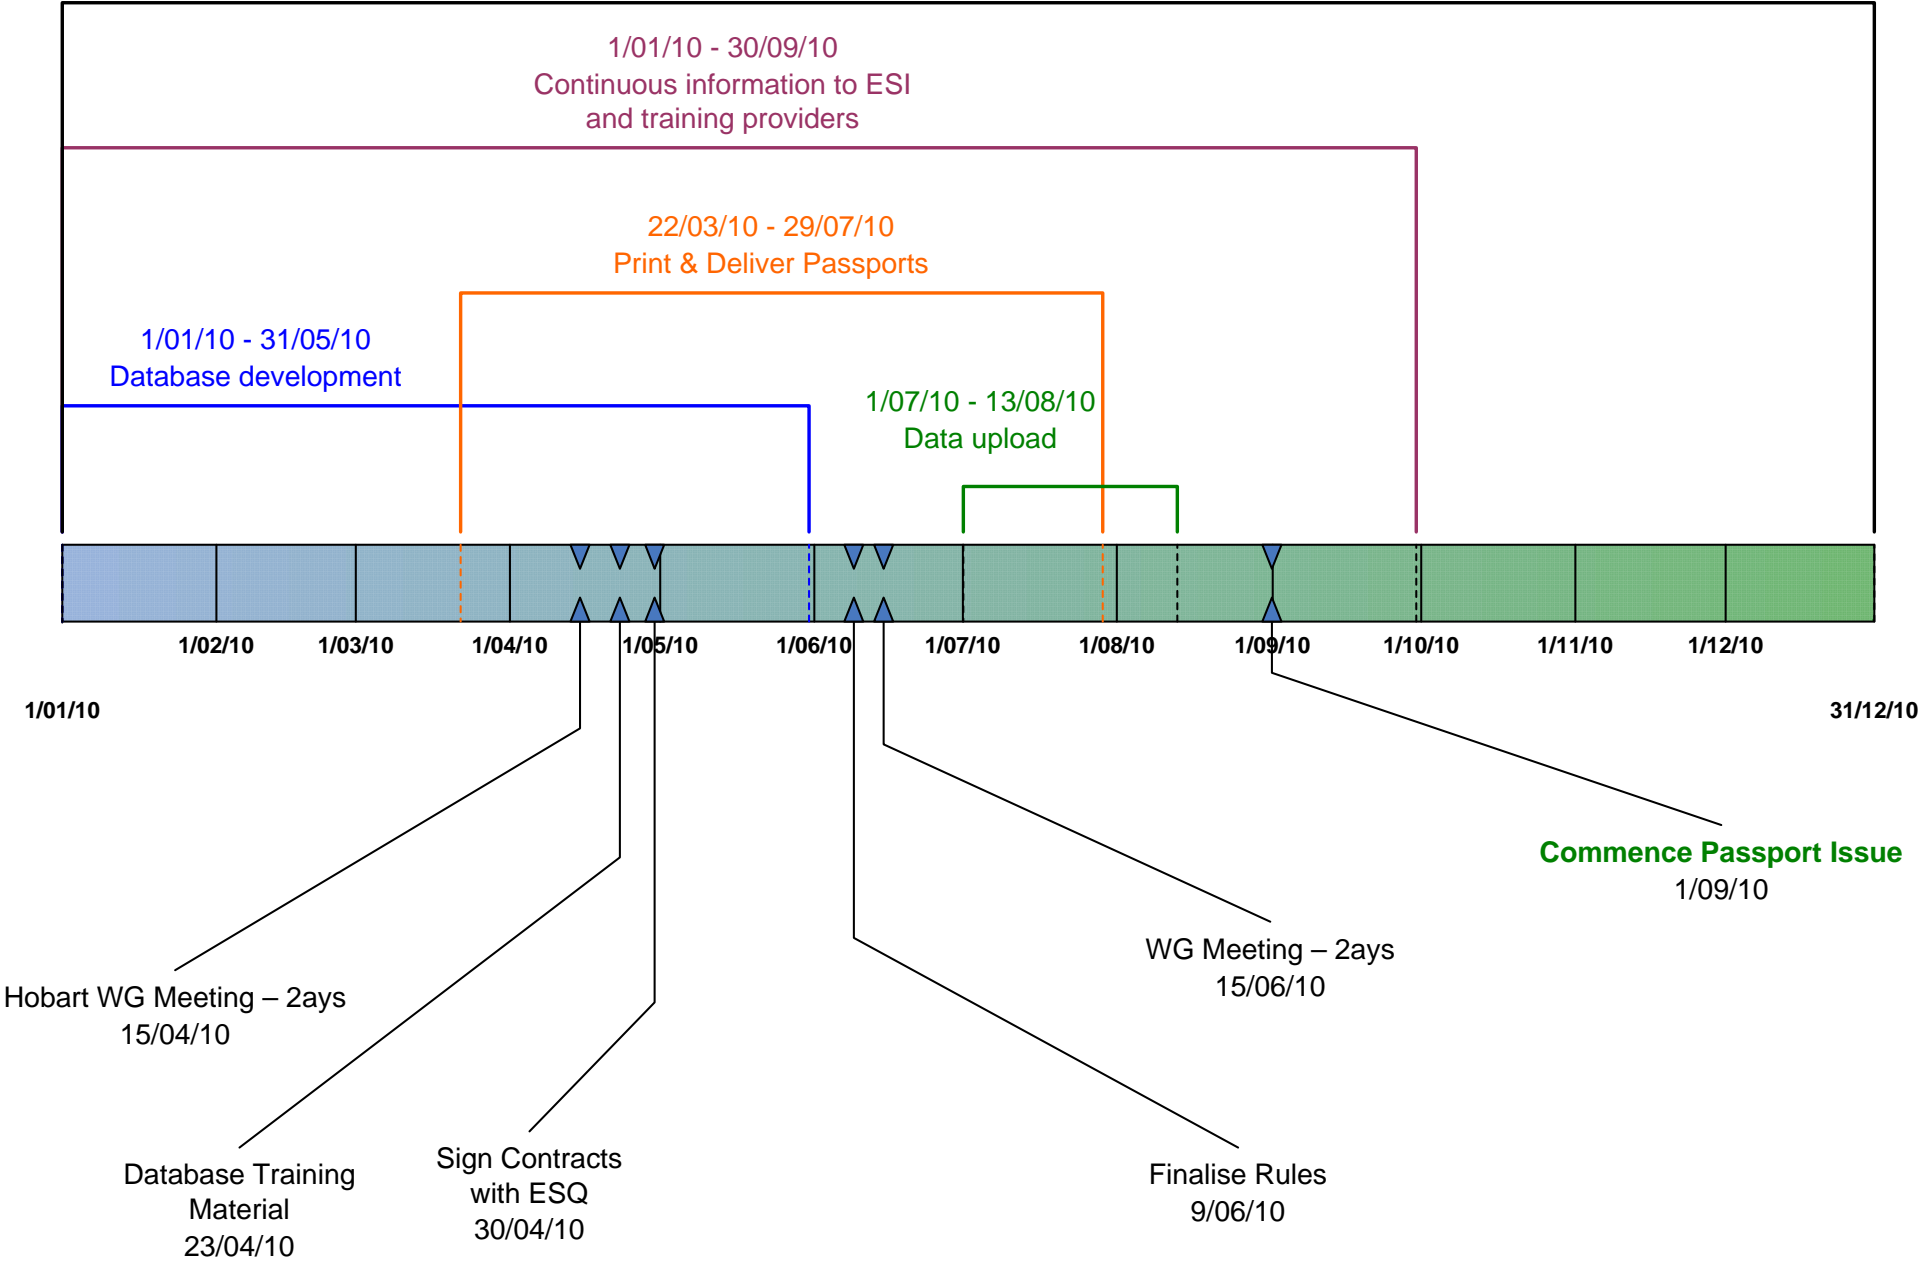 1/01/10 - 30/09/10
Continuous information to ESI
and training providers
22/03/10 - 29/07/10
Print & Deliver Passports
1/01/10 - 31/05/10
Database development
1/07/10 - 13/08/10
Data upload
1/02/10
1/03/10
1/04/10
1/05/10
1/06/10
1/07/10
1/08/10
1/09/10
1/10/10
1/11/10
1/12/10
1/01/10
31/12/10
Commence Passport Issue
1/09/10
WG Meeting – 2ays
15/06/10
Hobart WG Meeting – 2ays
15/04/10
Database Training
Material
23/04/10
Sign Contracts
with ESQ
30/04/10
Finalise Rules
9/06/10